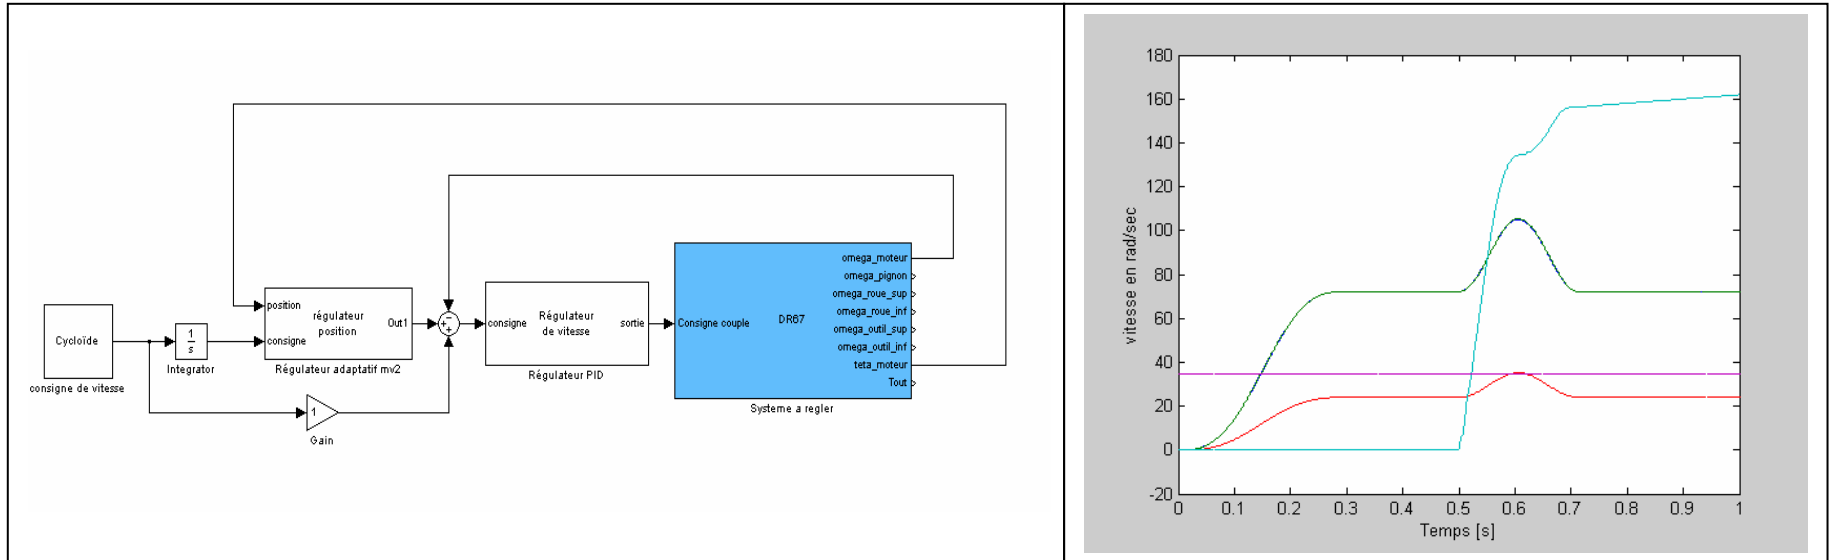 Cycloïde
consigne de vitesse
1
s
Integrator
position
consigne
régulateur
position
Out1
Régulateur adaptatif mv2
1
Gain
+
−
+
consigne
Régulateur
de vitesse
sortie
Régulateur PID
Consigne couple
DR67
omega_moteur
omega_pignon
omega_roue_sup
omega_roue_inf
omega_outil_sup
omega_outil_inf
teta_moteur
Tout
Systeme a regler
180
160
140
120
100
80
60
40
20
0
-20
vitesse en rad/sec
0 0.1 0.2 0.3 0.4 0.5 0.6 0.7 0.8 0.9 1
Temps [s]